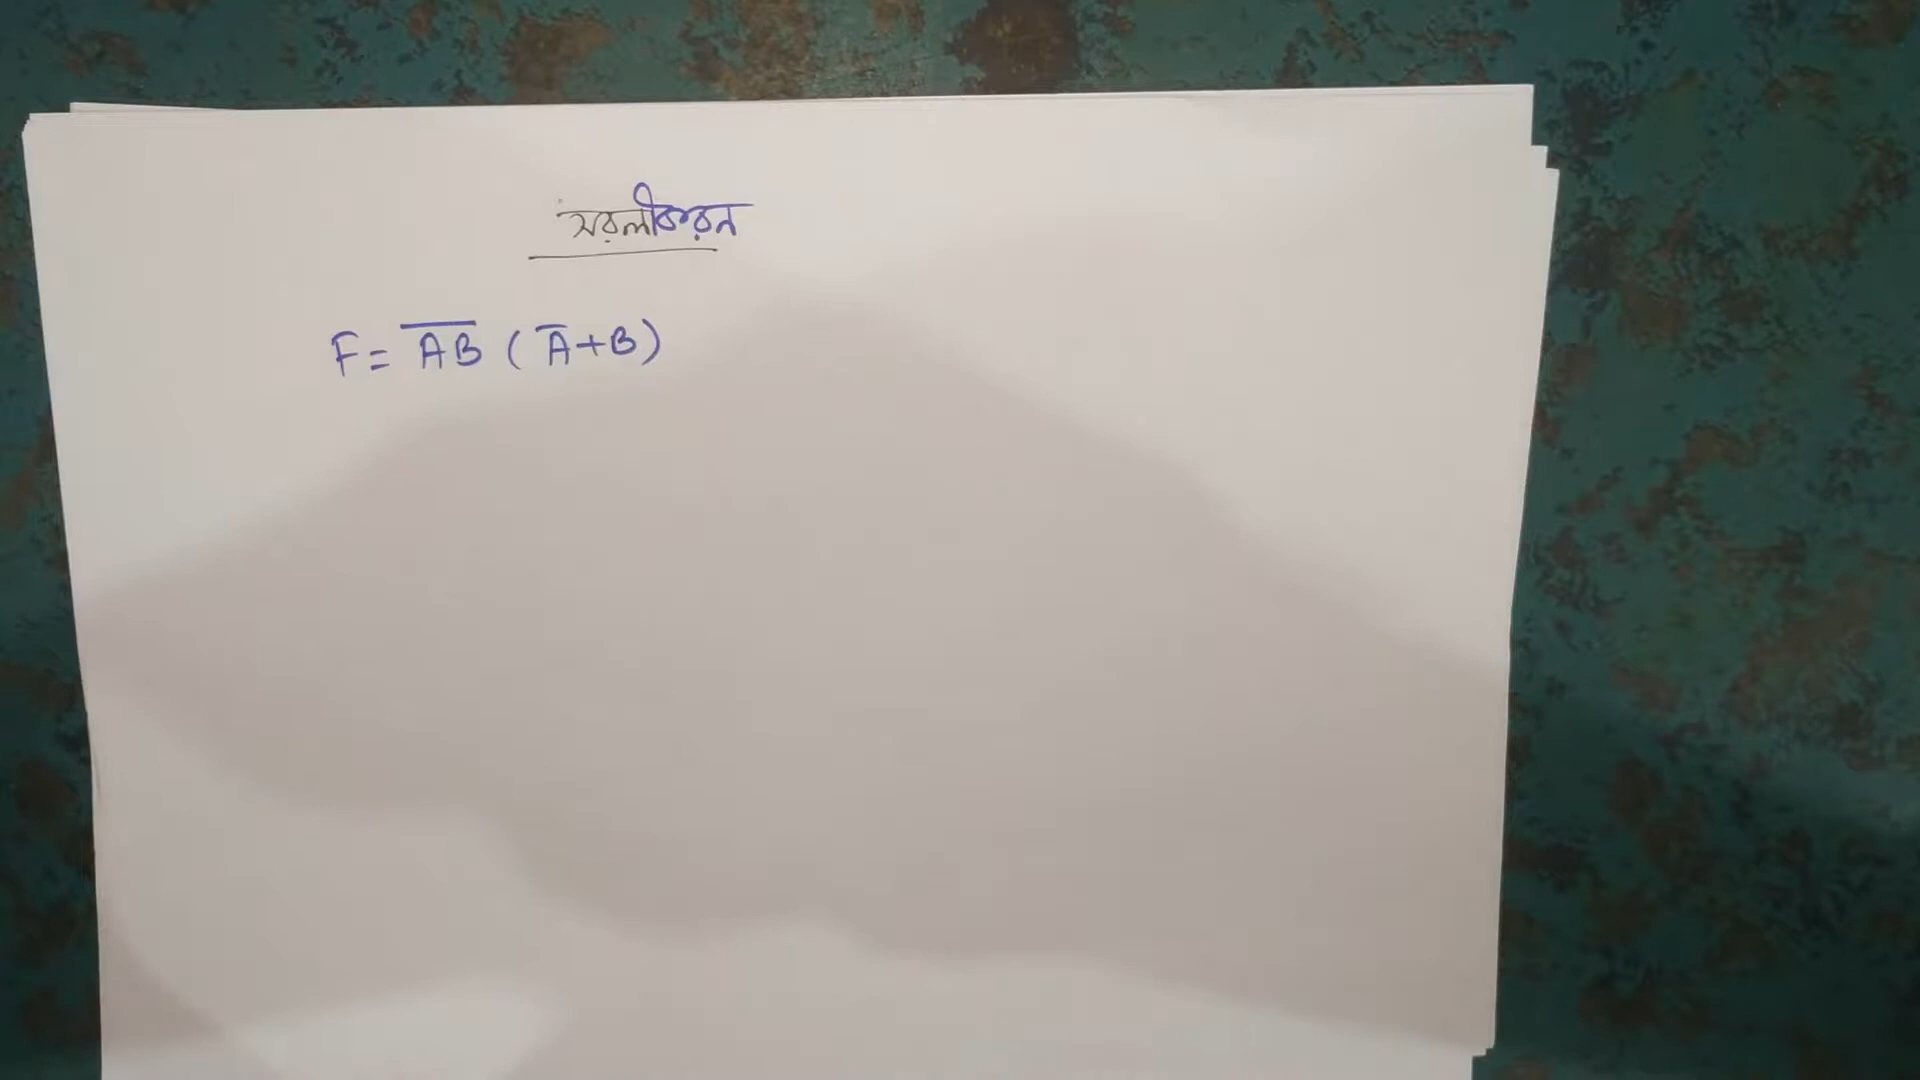 সরলীকরন
F = \overline{AB} ( \overline{A} + B )